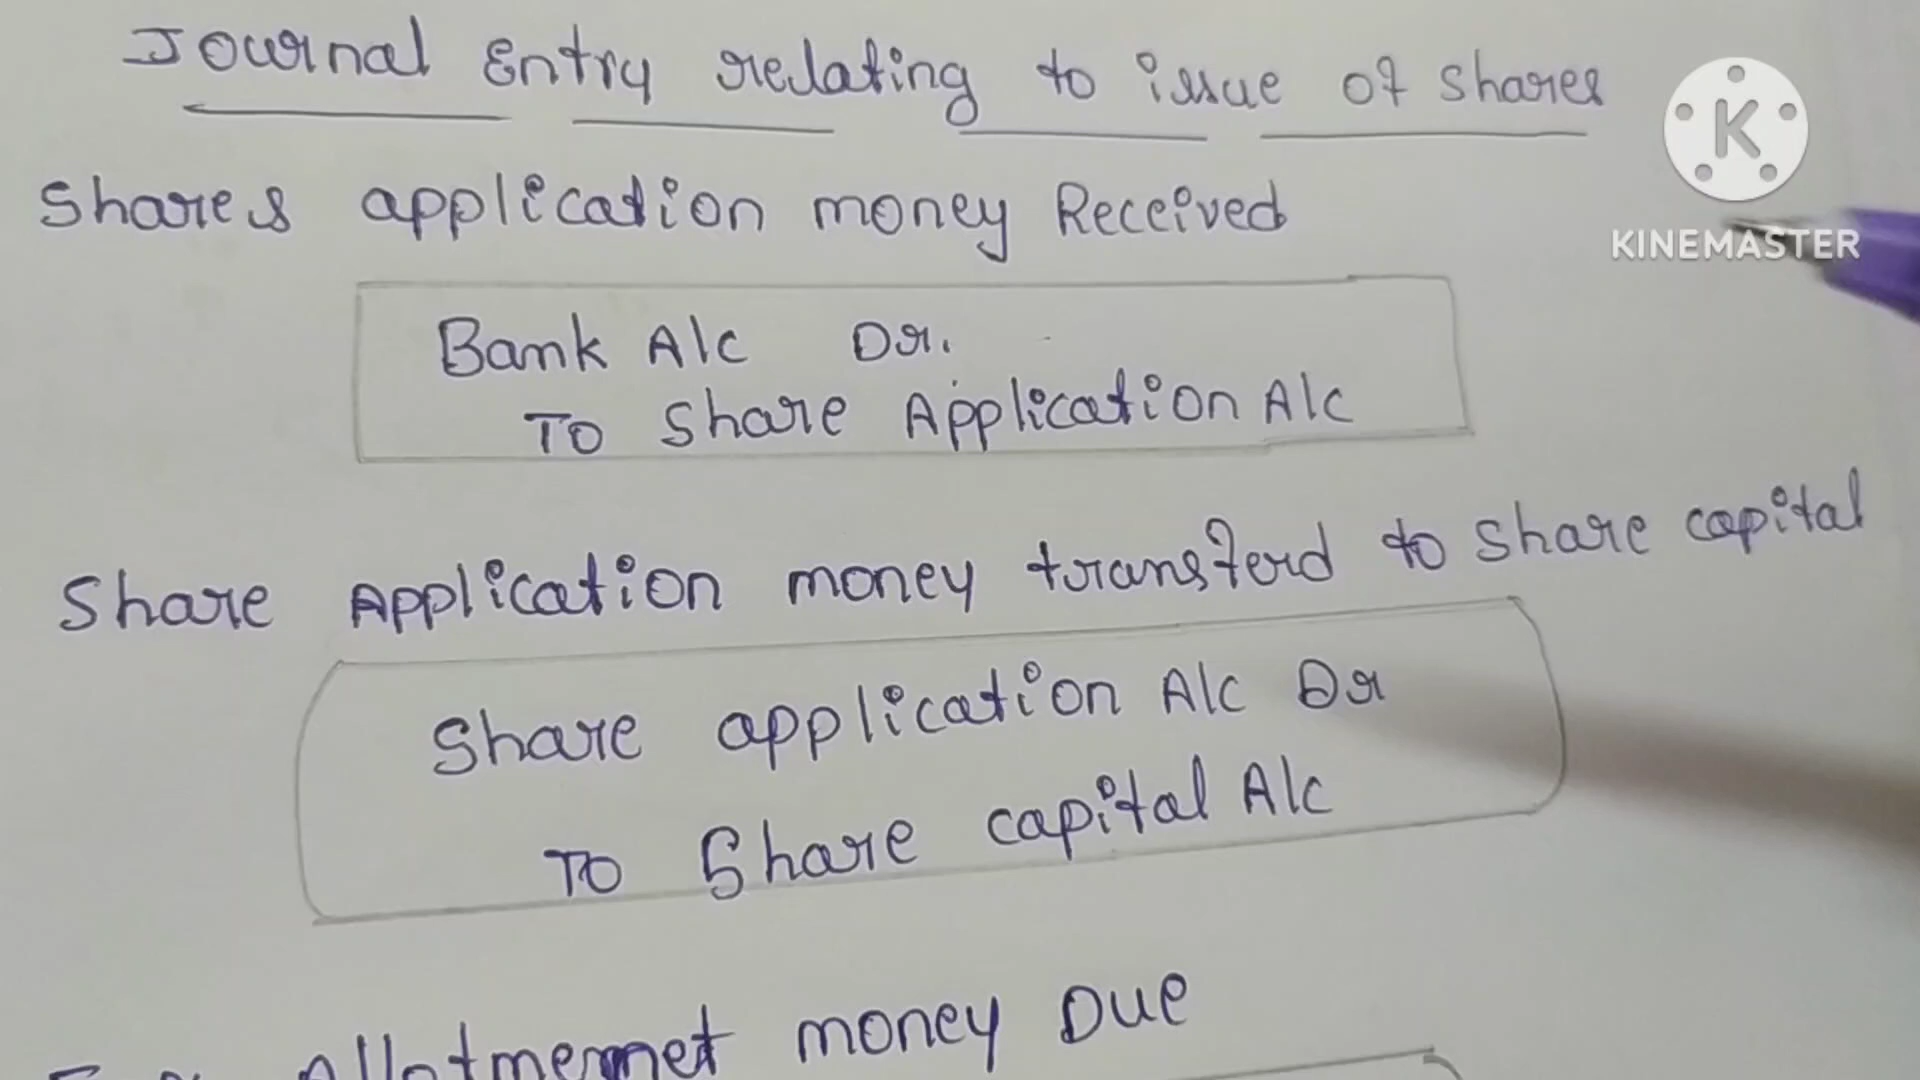 Journal Entry relating to issue of shares
K
KINEMASTER
Shares application money Received
Bank A/c Dr.
To Share Application A/c
Share Application money transferd to share capital
Share application A/c Dr
To Share capital A/c
money Due